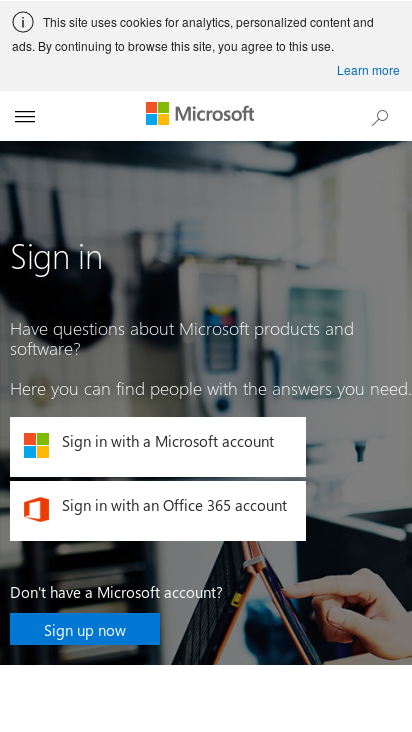 This site uses cookies for analytics, personalized content and
ads. By continuing to browse this site, you agree to this use.
Learn more
Microsoft
Sign in
Have questions about Microsoft products and
software?
Here you can find people with the answers you need.
Sign in with a Microsoft account
Sign in with an Office 365 account
Don't have a Microsoft account?
Sign up now